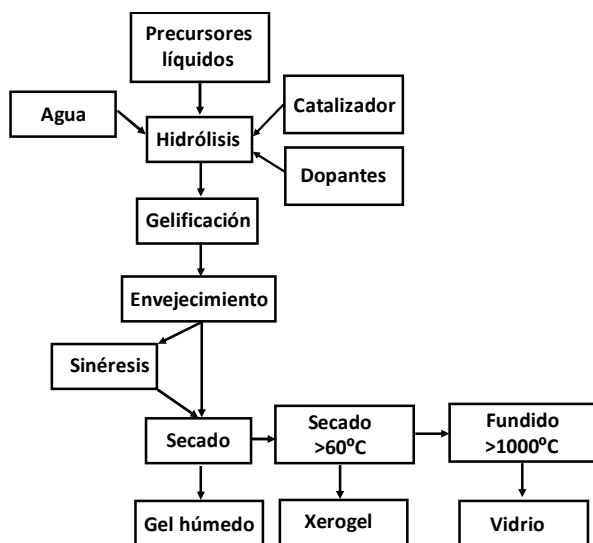 Precursores
líquidos
Agua
Catalizador
Hidrólisis
Dopantes
Gelificación
Envejecimiento
Sinéresis
Secado
Secado
>60ºC
Fundido
>1000ºC
Gel húmedo
Xerogel
Vidrio